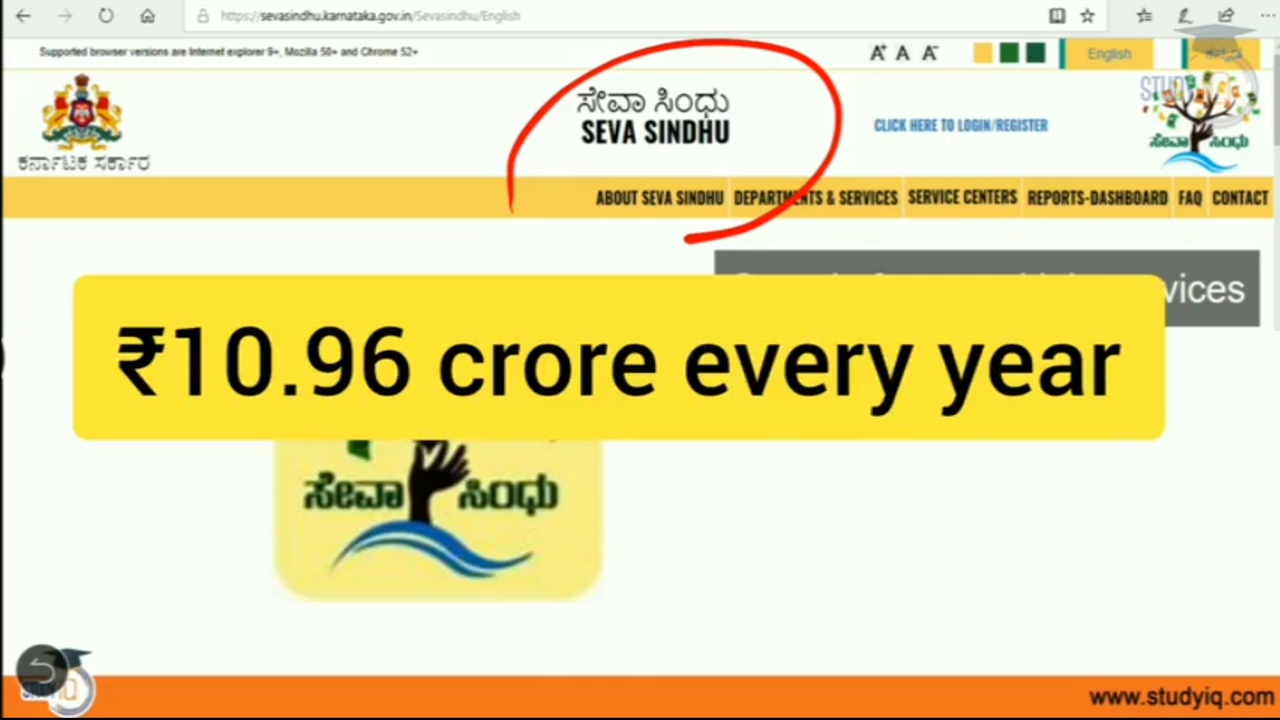 https://sevasindhu.karnataka.gov.in/Sevasindhu/English
Supported browser versions are Internet explorer 9+, Mozilla 50+ and Chrome 52+
A+ A A-
English
ಕನ್ನಡ
ಕರ್ನಾಟಕ ಸರ್ಕಾರ
ಸೇವಾ ಸಿಂಧು
SEVA SINDHU
CLICK HERE TO LOGIN/REGISTER
ಸೇವಾ ಸಿಂಧು
ABOUT SEVA SINDHU DEPARTMENTS & SERVICES SERVICE CENTERS REPORTS-DASHBOARD FAQ CONTACT
₹10.96 crore every year
ಸೇವಾ ಸಿಂಧು
www.studyiq.com